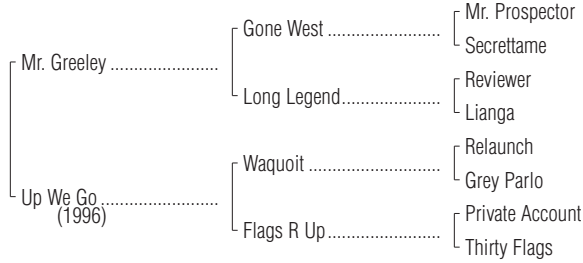 Mr. Prospector
Gone West
Secrettame
Mr. Greeley
Reviewer
Long Legend
Lianga
Relaunch
Waquoit
Grey Parlo
Up We Go
(1996)
Private Account
Flags R Up
Thirty Flags